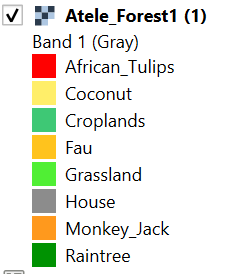 Atele_Forest1 (1)
Band 1 (Gray)
African_Tulips
Coconut
Croplands
Fau
Grassland
House
Monkey_Jack
Raintree